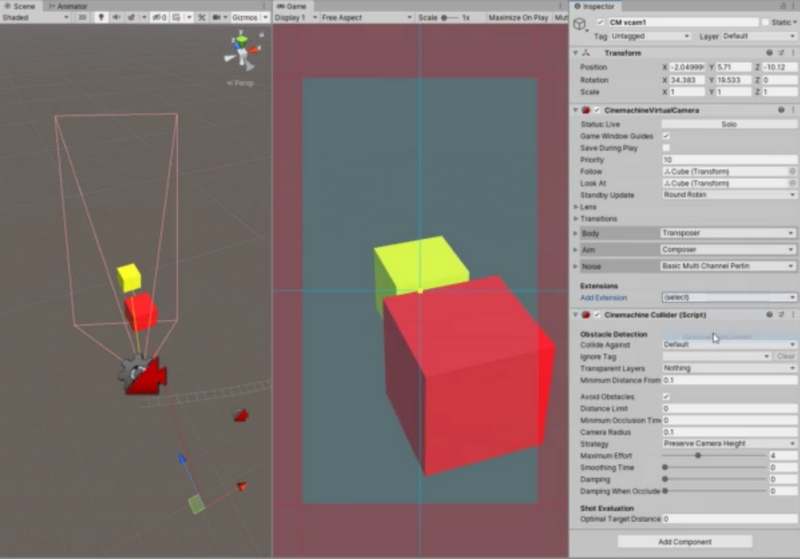 Scene Animator
Shaded 2D 0 Gizmos
Persp
Game
Display 1 Free Aspect Scale 1x Maximize On Play Mut
Inspector
CM vcam1 Static
Tag Untagged Layer Default
Transform
Position X -2.04999 Y 5.71 Z -10.12
Rotation X 34.383 Y 19.533 Z 0
Scale X 1 Y 1 Z 1
CinemachineVirtualCamera
Status: Live Solo
Game Window Guides
Save During Play
Priority 10
Follow Cube (Transform)
Look At Cube (Transform)
Standby Update Round Robin
Lens
Transitions
Body Transposer
Aim Composer
Noise Basic Multi Channel Perlin
Extensions
Add Extension (select)
Cinemachine Collider (Script)
Obstacle Detection
Collide Against Default
Ignore Tag Clear
Transparent Layers Nothing
Minimum Distance From 0.1
Avoid Obstacles
Distance Limit 0
Minimum Occlusion Tim 0
Camera Radius 0.1
Strategy Preserve Camera Height
Maximum Effort 4
Smoothing Time 0
Damping 0
Damping When Occlude 0
Shot Evaluation
Optimal Target Distance 0
Add Component